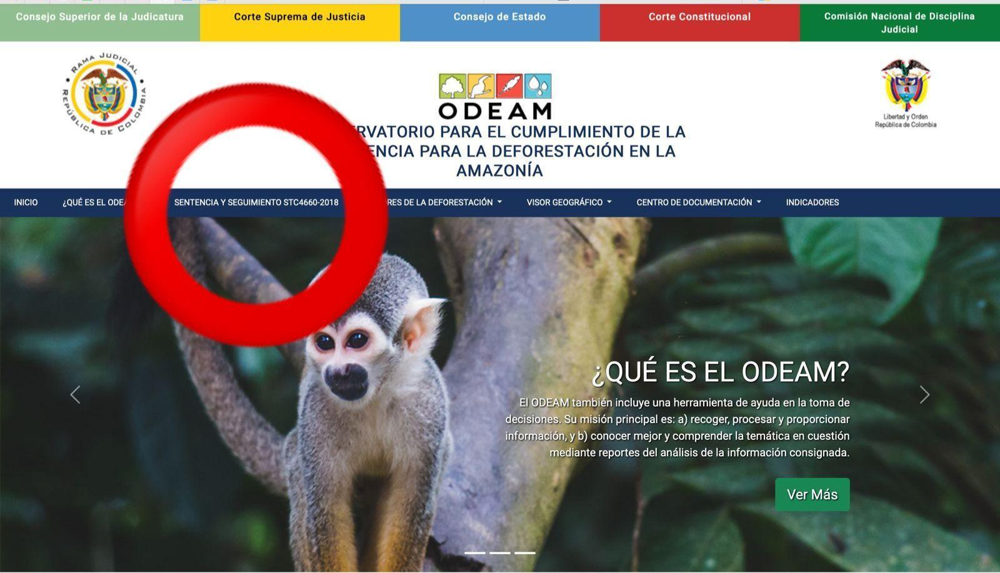 Consejo Superior de la Judicatura
Corte Suprema de Justicia
Consejo de Estado
Corte Constitucional
Comisión Nacional de Disciplina
Judicial
RAMA JUDICIAL
REPÚBLICA DE COLOMBIA
ODEAM
RVATORIO PARA EL CUMPLIMIENTO DE LA
ENCIA PARA LA DEFORESTACIÓN EN LA
AMAZONÍA
Libertad y Orden
República de Colombia
INICIO
¿QUÉ ES EL ODEA
SENTENCIA Y SEGUIMIENTO STC4660-2018
RES DE LA DEFORESTACIÓN
VISOR GEOGRÁFICO
CENTRO DE DOCUMENTACIÓN
INDICADORES
¿QUÉ ES EL ODEAM?
El ODEAM también incluye una herramienta de ayuda en la toma de
decisiones. Su misión principal es: a) recoger, procesar y proporcionar
información, y b) conocer mejor y comprender la temática en cuestión
mediante reportes del análisis de la información consignada.
Ver Más